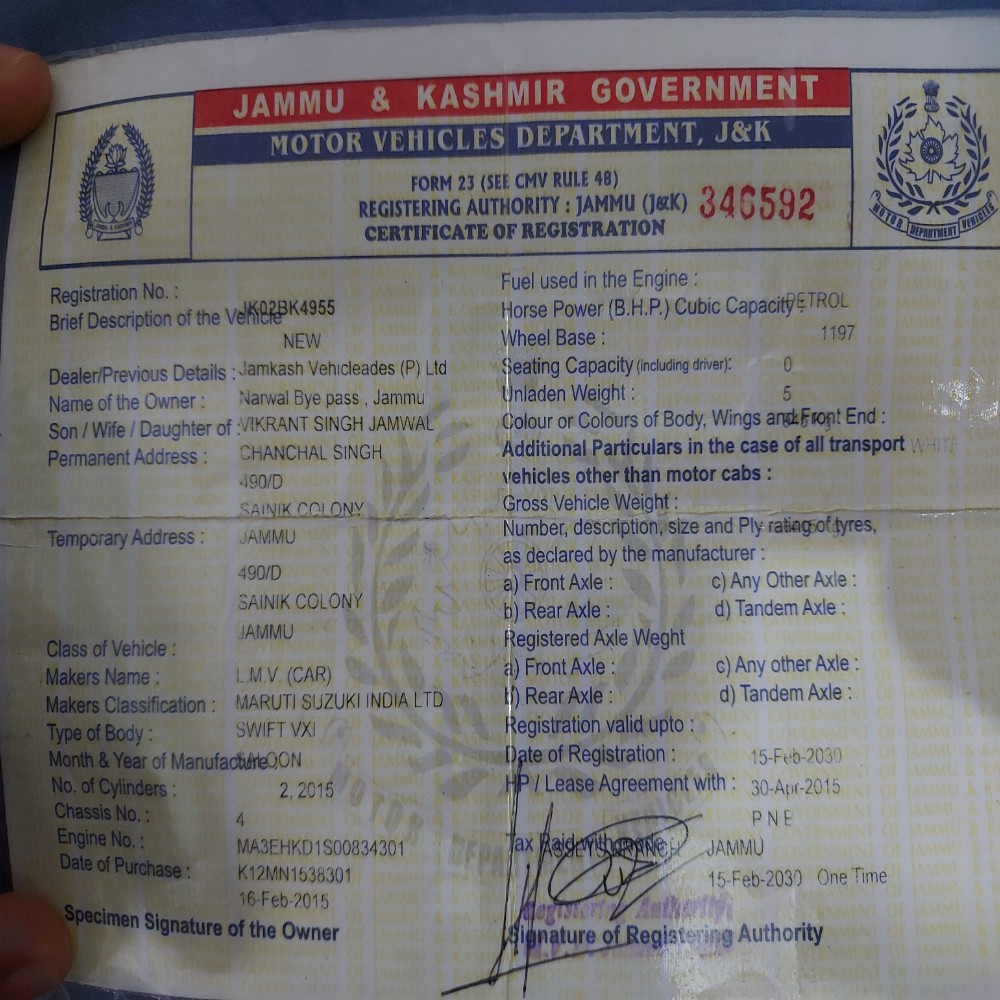 JAMMU & KASHMIR GOVERNMENT
MOTOR VEHICLES DEPARTMENT, J&K
FORM 23 (SEE CMV RULE 48)
REGISTERING AUTHORITY : JAMMU (J&K) 346592
CERTIFICATE OF REGISTRATION
MOTOR DEPARTMENT VEHICLES
Registration No. : JK02BK4955
Brief Description of the Vehicle
NEW
Dealer/Previous Details : Jamkash Vehicleades (P) Ltd
Name of the Owner : Narwal Bye pass , Jammu
Son / Wife / Daughter of : VIKRANT SINGH JAMWAL
Permanent Address : CHANCHAL SINGH
490/D
SAINIK COLONY
Temporary Address : JAMMU
490/D
SAINIK COLONY
JAMMU
Class of Vehicle :
Makers Name : L.M.V. (CAR)
Makers Classification : MARUTI SUZUKI INDIA LTD
Type of Body : SWIFT VXI
Month & Year of Manufacture SALOON
No. of Cylinders : 2, 2015
Chassis No. : 4
Engine No. : MA3EHKD1S00834301
Date of Purchase : K12MN1538301
16-Feb-2015
Specimen Signature of the Owner
Fuel used in the Engine :
Horse Power (B.H.P.) Cubic Capacity : PETROL
Wheel Base : 1197
Seating Capacity (including driver): 0
Unladen Weight : 5
Colour or Colours of Body, Wings and Front End :
Additional Particulars in the case of all transport WHITE
vehicles other than motor cabs :
Gross Vehicle Weight :
Number, description, size and Ply rating of tyres,
as declared by the manufacturer :
a) Front Axle : c) Any Other Axle :
b) Rear Axle : d) Tandem Axle :
Registered Axle Weght
a) Front Axle : c) Any other Axle :
b) Rear Axle : d) Tandem Axle :
Registration valid upto :
Date of Registration : 15-Feb-2030
HP / Lease Agreement with : 30-Apr-2015
P N B
Tax Paid JAMMU
15-Feb-2030 One Time
Registering Authority
Signature of Registering Authority